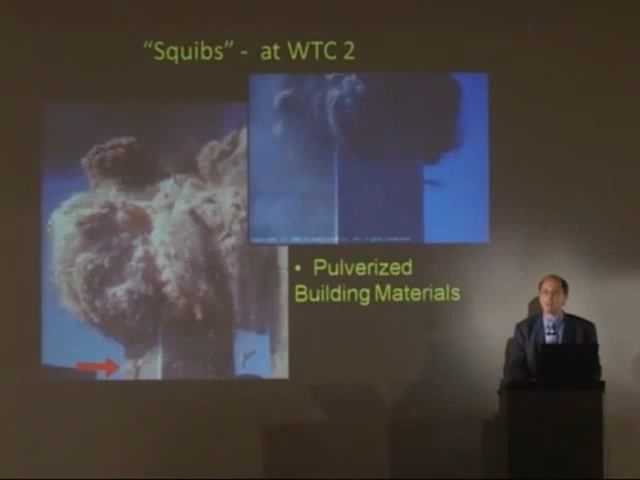 “Squibs” - at WTC 2
• Pulverized
Building Materials